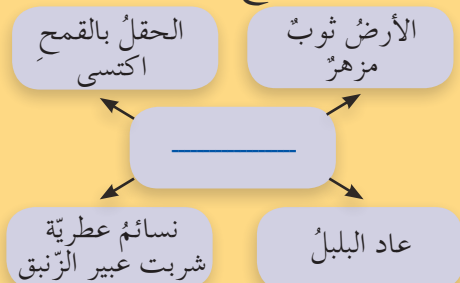 الأرضُ ثوبٌ
مزهرٌ
الحقلُ بالقمحِ
اكتسى
عاد البلبلُ
نسائمُ عطريّة
شربت عبير الزّنبق